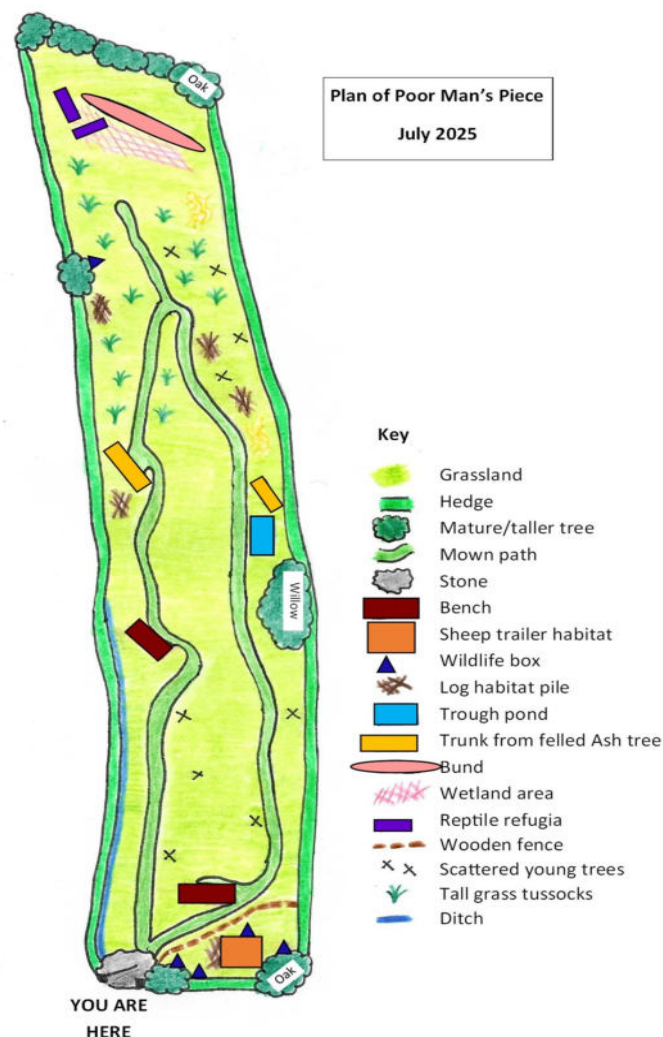 Oak
Plan of Poor Man's Piece
July 2025
Willow
Key
Grassland
Hedge
Mature/taller tree
Mown path
Stone
Bench
Sheep trailer habitat
Wildlife box
Log habitat pile
Trough pond
Trunk from felled Ash tree
Bund
Wetland area
Reptile refugia
Wooden fence
Scattered young trees
Tall grass tussocks
Ditch
Oak
YOU ARE
HERE